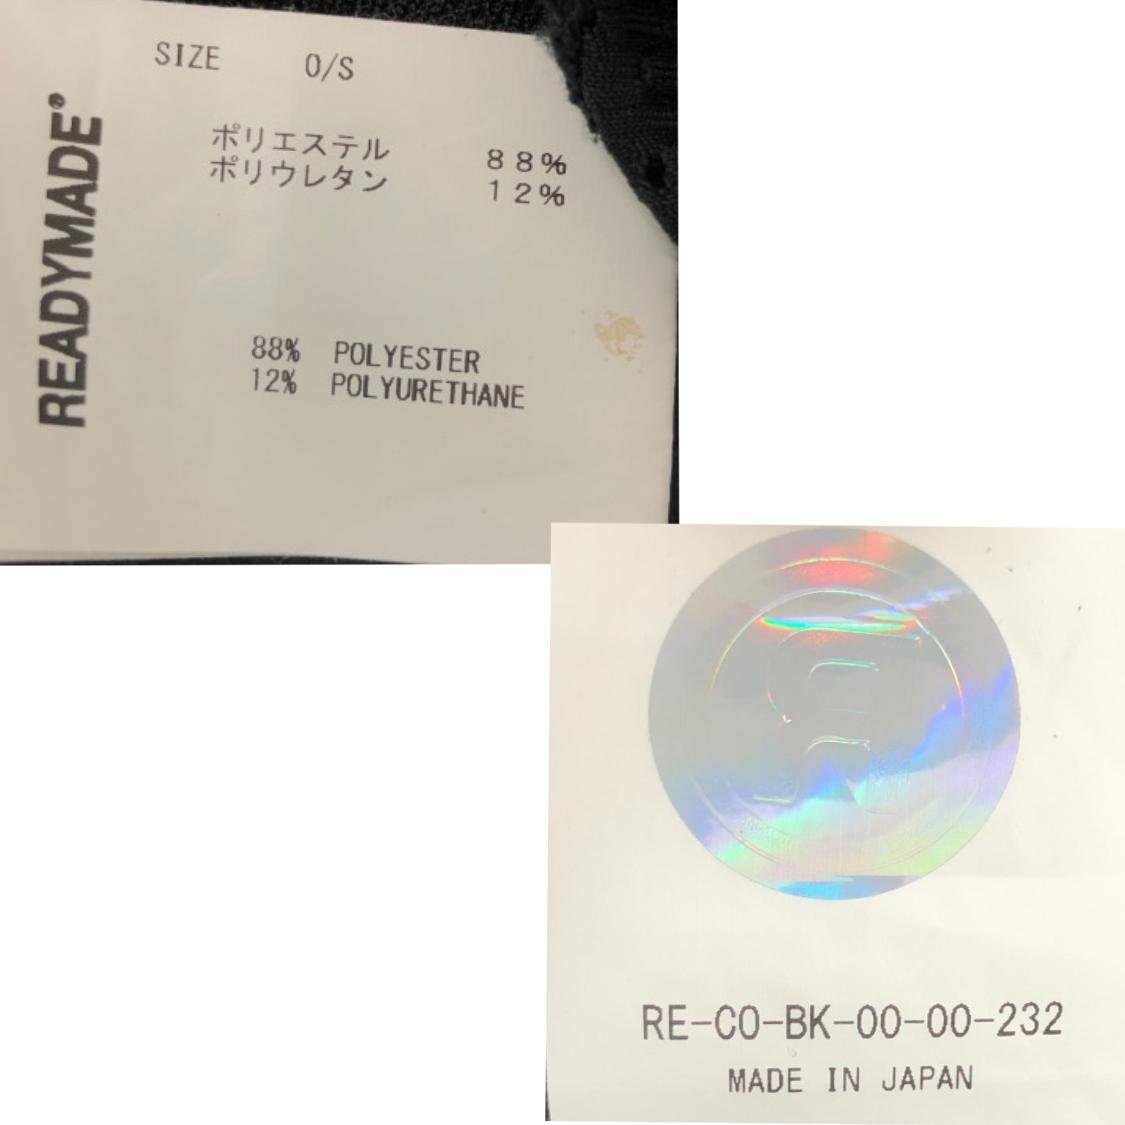 SIZE O/S
READYMADE®
ポリエステル 88%
ポリウレタン 12%
88% POLYESTER
12% POLYURETHANE
RE-CO-BK-00-00-232
MADE IN JAPAN